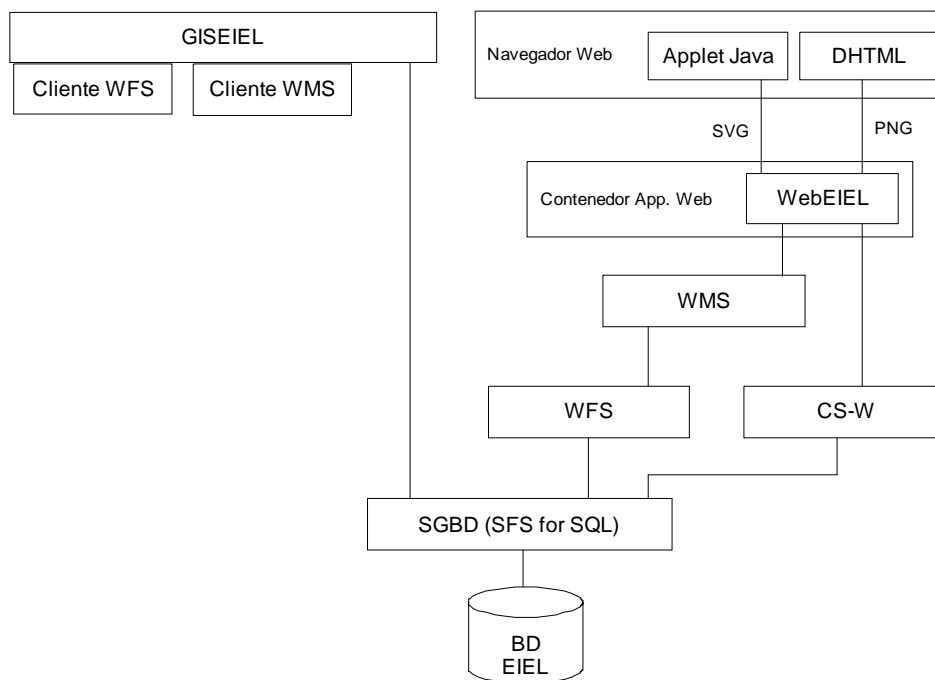 GISEIEL
Cliente WFS
Cliente WMS
Navegador Web
Applet Java
DHTML
SVG
PNG
Contenedor App. Web
WebEIEL
WMS
WFS
CS-W
SGBD (SFS for SQL)
BD
EIEL